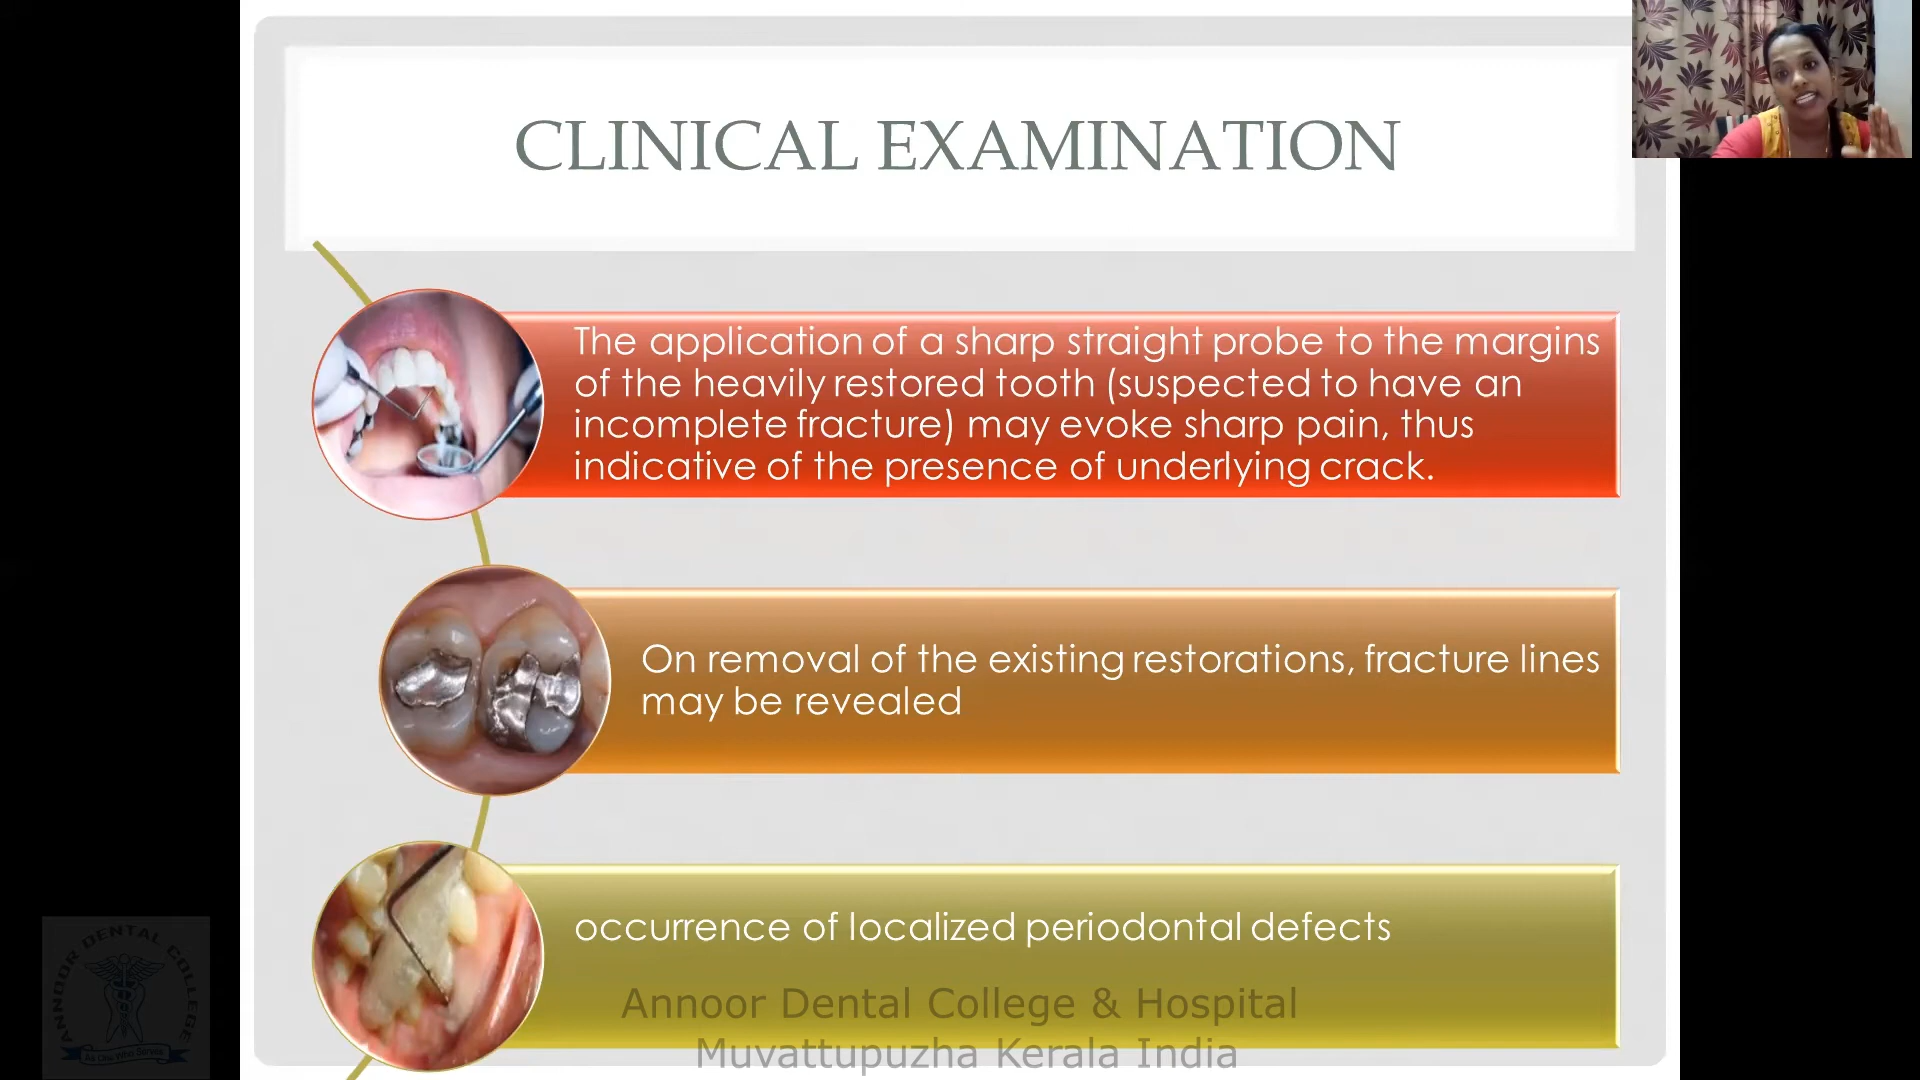 CLINICAL EXAMINATION
The application of a sharp straight probe to the margins
of the heavily restored tooth (suspected to have an
incomplete fracture) may evoke sharp pain, thus
indicative of the presence of underlying crack.
On removal of the existing restorations, fracture lines
may be revealed
occurrence of localized periodontal defects
Annoor Dental College & Hospital
Muvattupuzha Kerala India
ANNOOR DENTAL COLLEGE